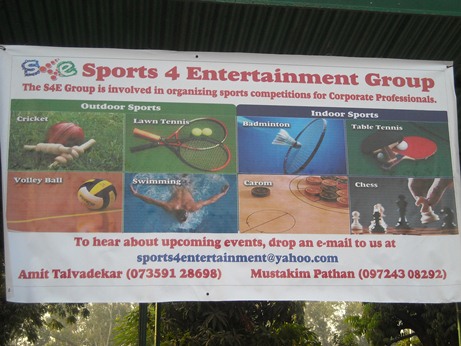 S4E Sports 4 Entertainment Group
The S4E Group is involved in organizing sports competitions for Corporate Professionals.
Outdoor Sports
Indoor Sports
Cricket
Lawn Tennis
Badminton
Table Tennis
Volley Ball
Swimming
Carom
Chess
To hear about upcoming events, drop an e-mail to us at
sports4entertainment@yahoo.com
Amit Talvadekar (073591 28698) Mustakim Pathan (09724308292)